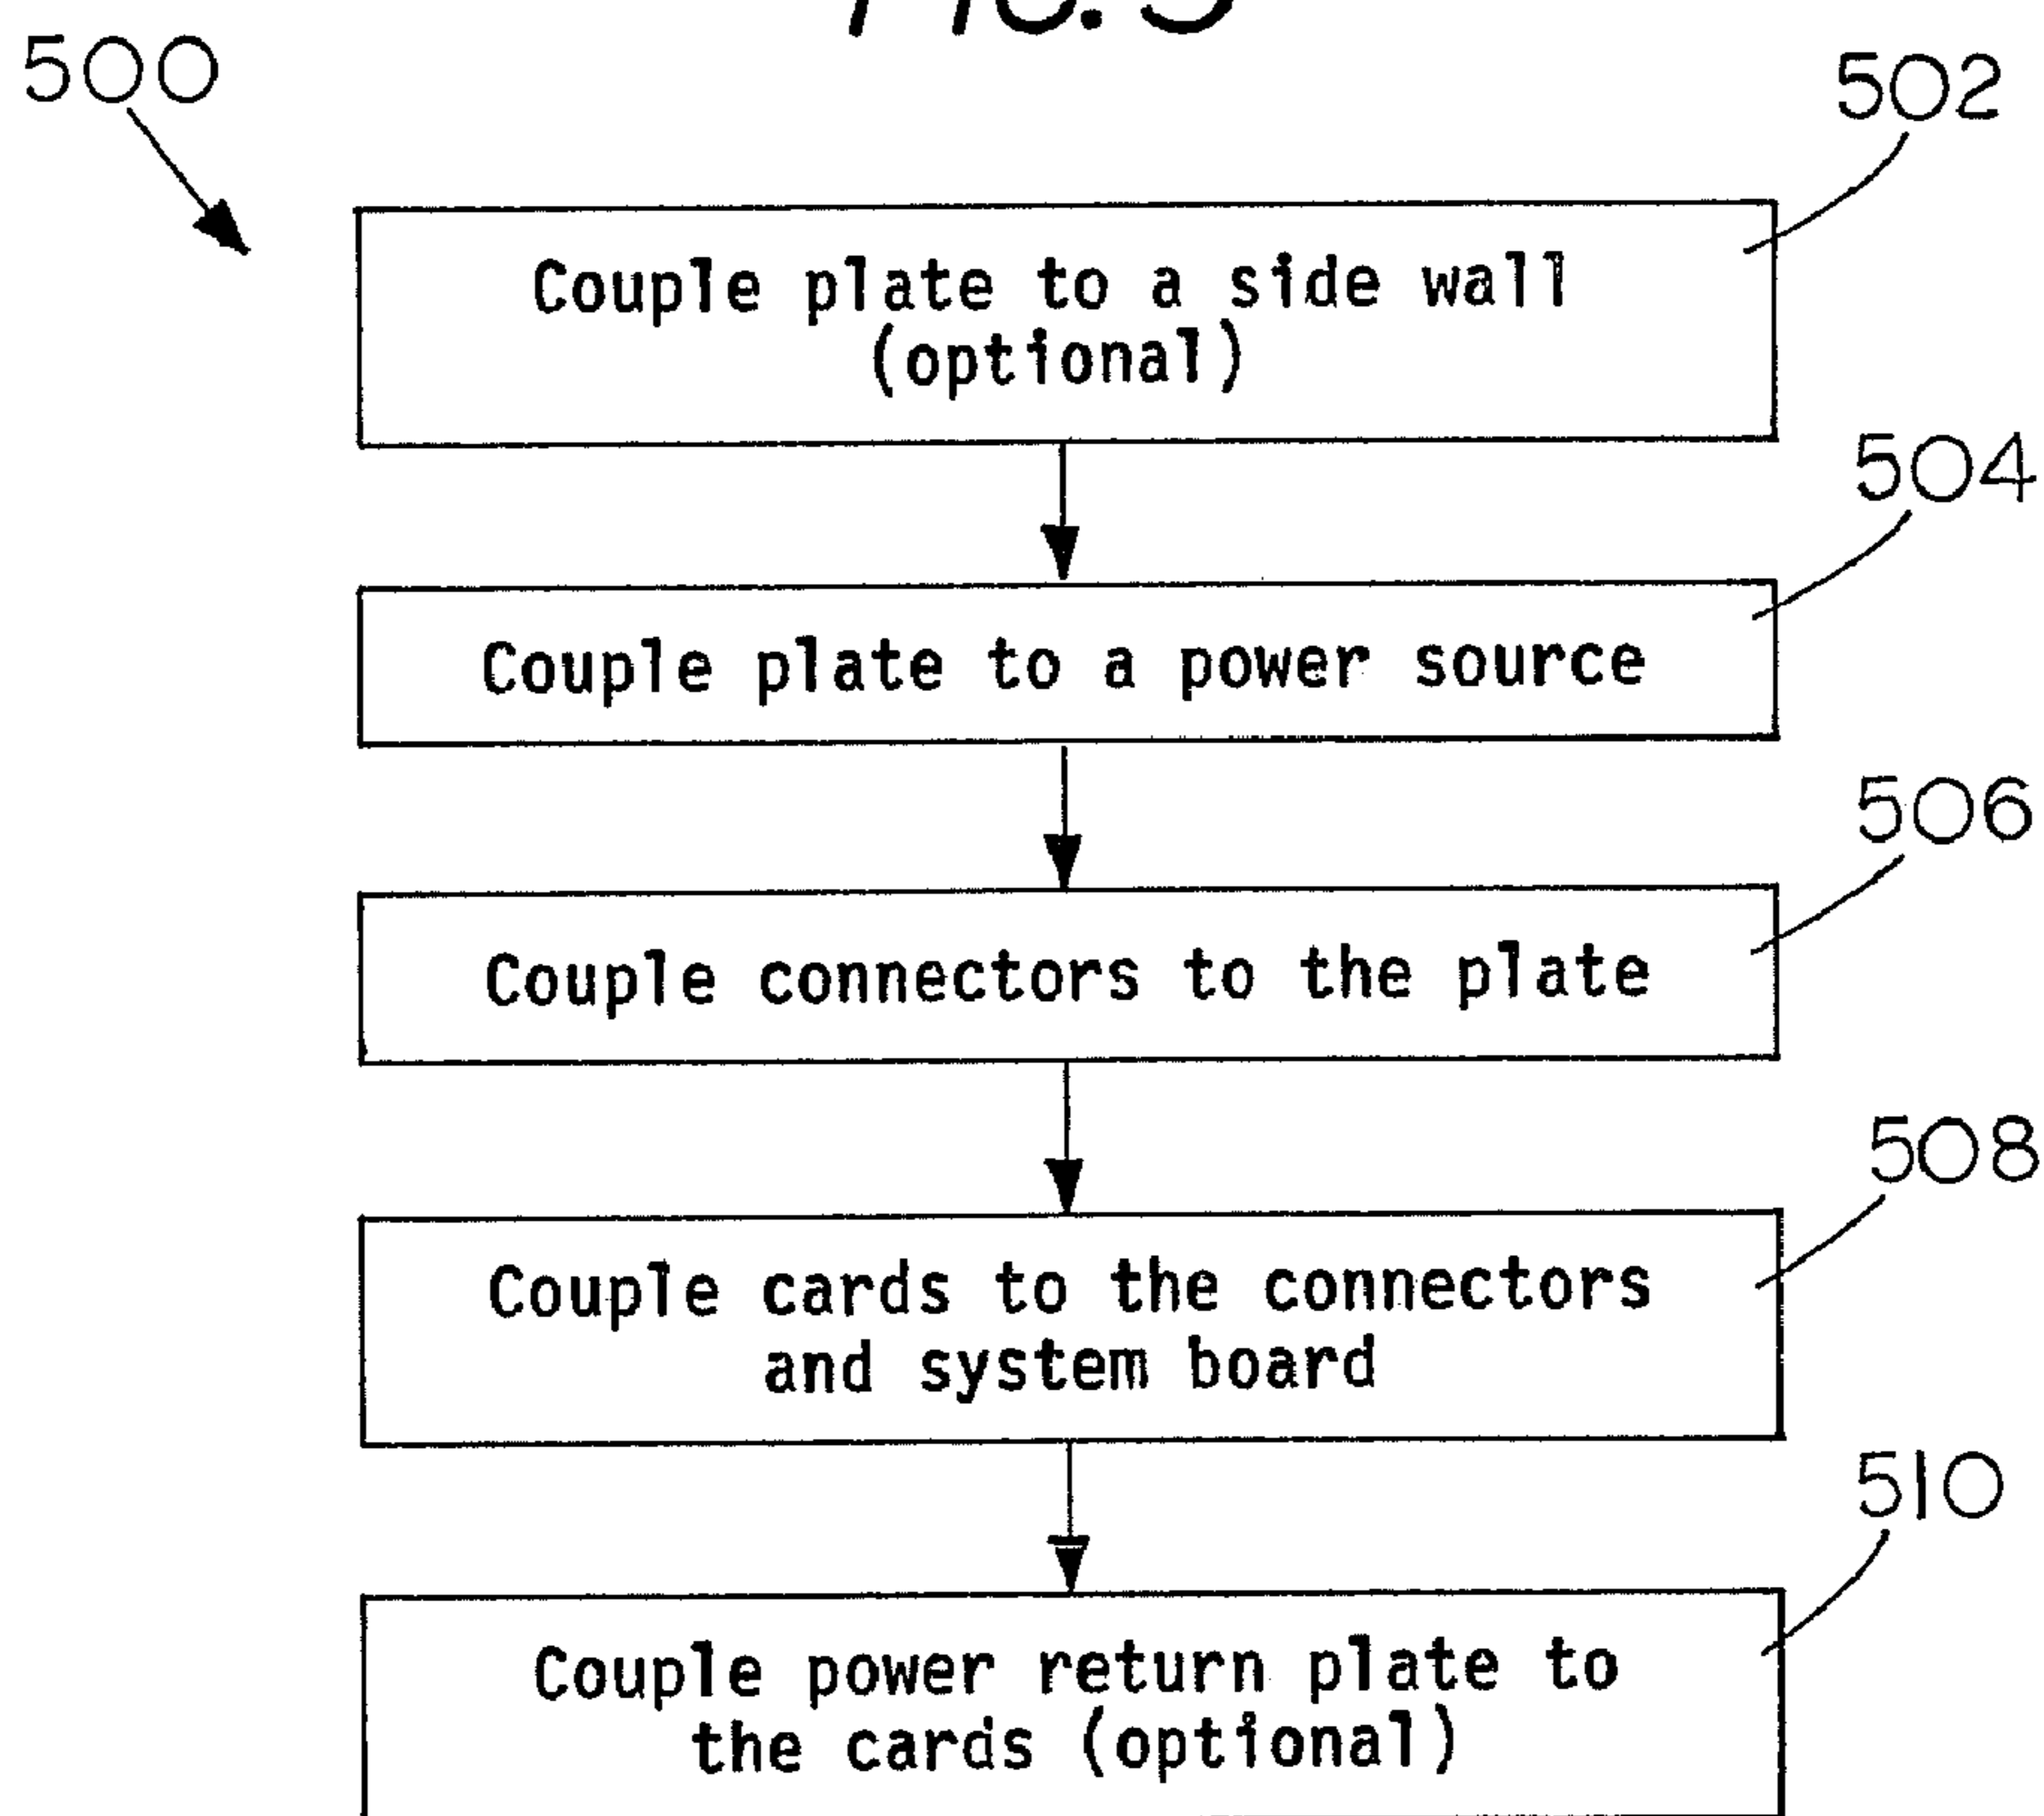 500
502
Couple plate to a side wall
(optional)
504
Couple plate to a power source
506
Couple connectors to the plate
508
Couple cards to the connectors
and system board
510
Couple power return plate to
the cards (optional)